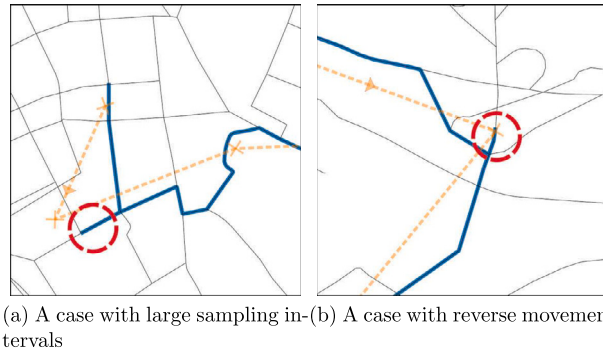 (a) A case with large sampling in-
tervals
(b) A case with reverse movemen